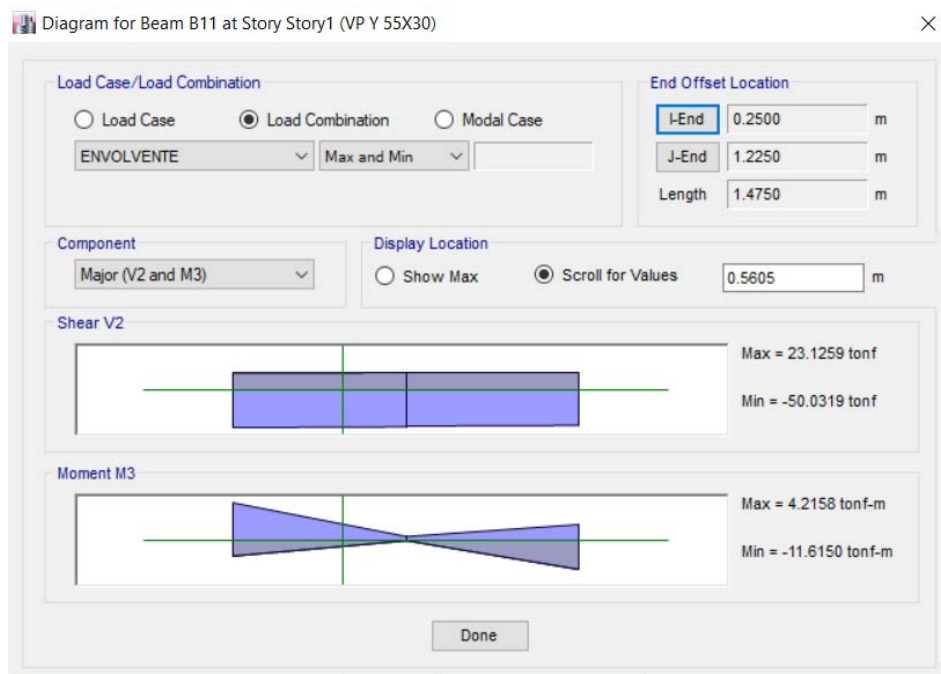 Diagram for Beam B11 at Story Story1 (VP Y 55X30)
Load Case/Load Combination
Load Case Load Combination Modal Case
ENVOLVENTE Max and Min
End Offset Location
I-End 0.2500 m
J-End 1.2250 m
Length 1.4750 m
Component
Major (V2 and M3)
Display Location
Show Max Scroll for Values 0.5605 m
Shear V2
Max = 23.1259 tonf
Min = -50.0319 tonf
Moment M3
Max = 4.2158 tonf-m
Min = -11.6150 tonf-m
Done